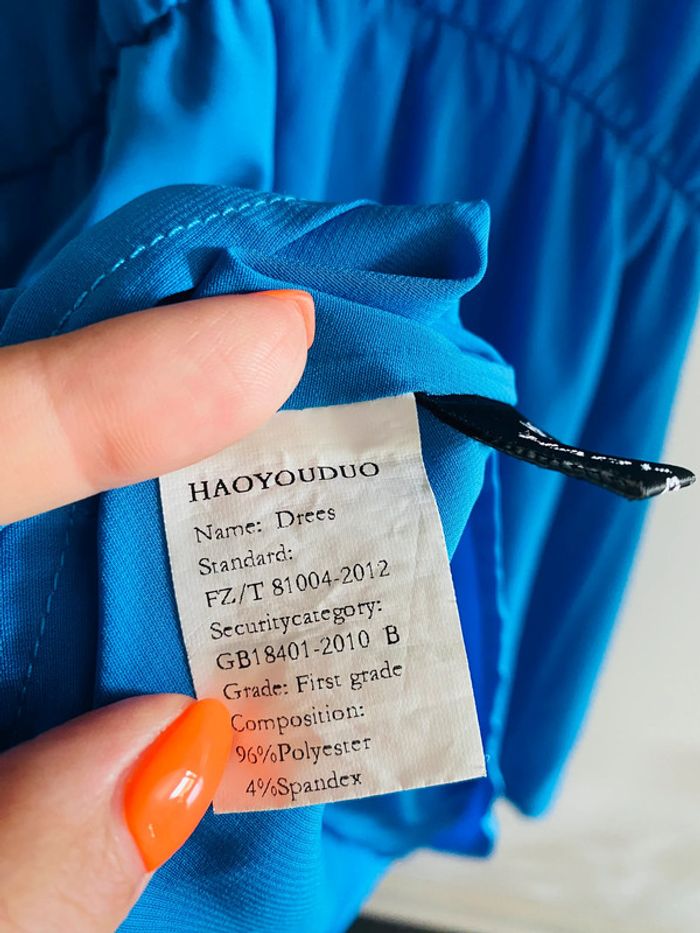 HAOYOUDUO
Name: Drees
Standard:
FZ/T 81004-2012
Securitycategory:
GB18401-2010 B
Grade: First grade
Composition:
96%Polyester
4%Spandex